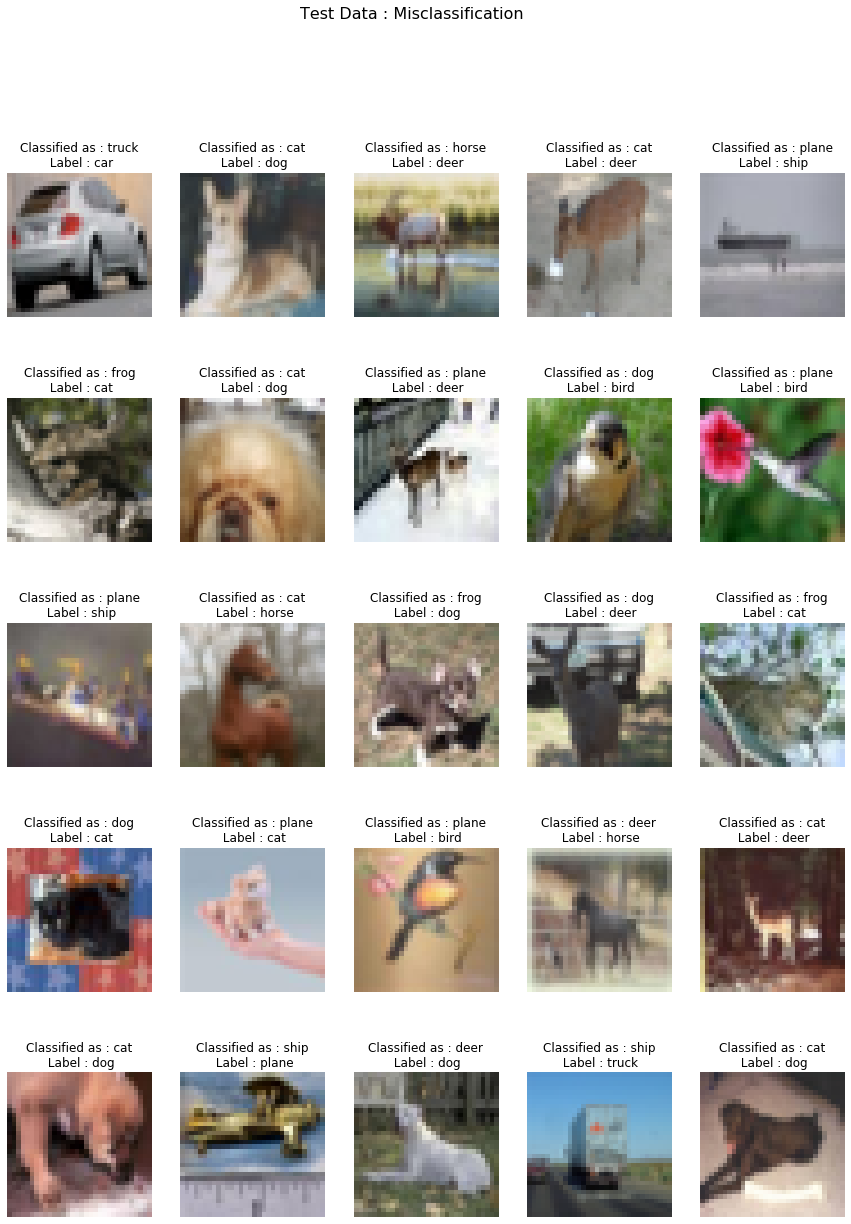 Test Data : Misclassification
Classified as : truck
Label : car
Classified as : cat
Label : dog
Classified as : horse
Label : deer
Classified as : cat
Label : deer
Classified as : plane
Label : ship
Classified as : frog
Label : cat
Classified as : cat
Label : dog
Classified as : plane
Label : deer
Classified as : dog
Label : bird
Classified as : plane
Label : bird
Classified as : plane
Label : ship
Classified as : cat
Label : horse
Classified as : frog
Label : dog
Classified as : dog
Label : deer
Classified as : frog
Label : cat
Classified as : dog
Label : cat
Classified as : plane
Label : cat
Classified as : plane
Label : bird
Classified as : deer
Label : horse
Classified as : cat
Label : deer
Classified as : cat
Label : dog
Classified as : ship
Label : plane
Classified as : deer
Label : dog
Classified as : ship
Label : truck
Classified as : cat
Label : dog